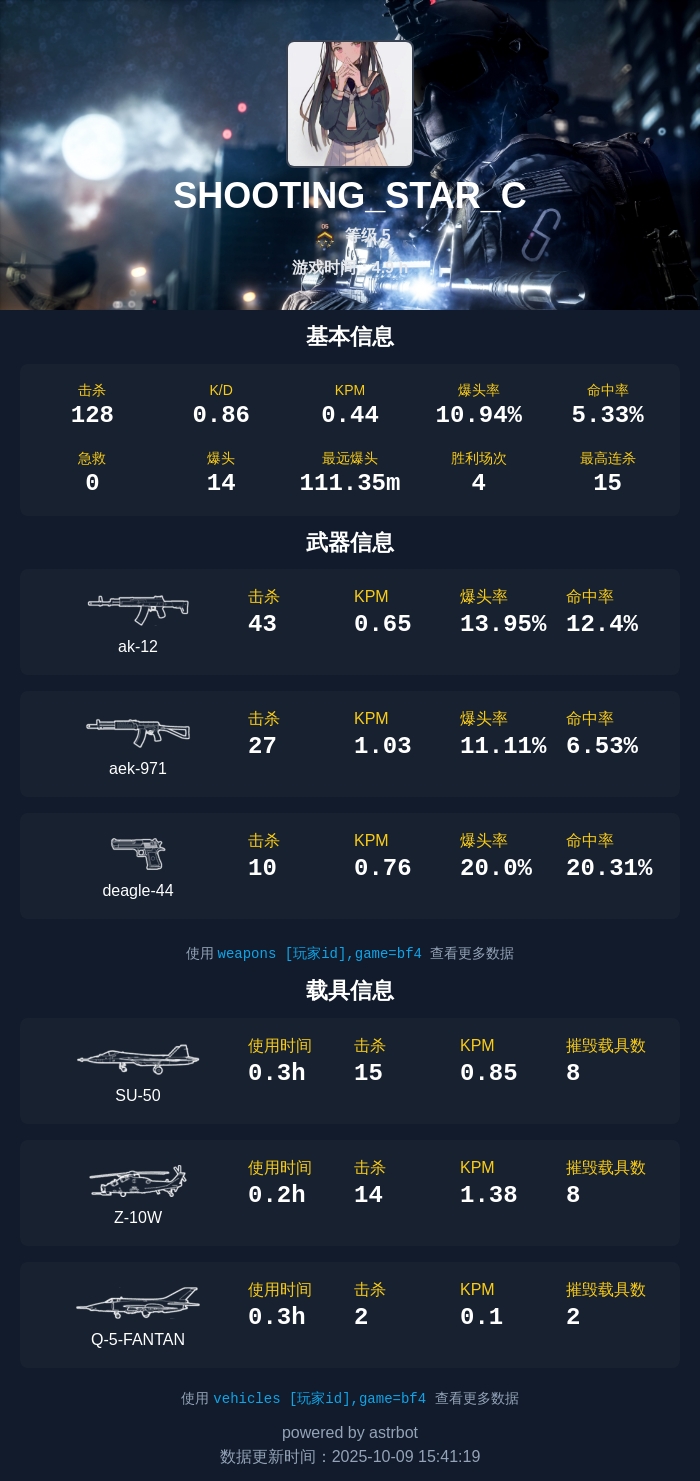 SHOOTING_STAR_C
05
等级 5
游戏时间
基本信息
击杀 K/D KPM 爆头率 命中率
128 0.86 0.44 10.94% 5.33%
急救 爆头 最远爆头 胜利场次 最高连杀
0 14 111.35m 4 15
武器信息
击杀 KPM 爆头率 命中率
43 0.65 13.95% 12.4%
ak-12
击杀 KPM 爆头率 命中率
27 1.03 11.11% 6.53%
aek-971
击杀 KPM 爆头率 命中率
10 0.76 20.0% 20.31%
deagle-44
使用 weapons [玩家id],game=bf4 查看更多数据
载具信息
使用时间 击杀 KPM 摧毁载具数
0.3h 15 0.85 8
SU-50
使用时间 击杀 KPM 摧毁载具数
0.2h 14 1.38 8
Z-10W
使用时间 击杀 KPM 摧毁载具数
0.3h 2 0.1 2
Q-5-FANTAN
使用 vehicles [玩家id],game=bf4 查看更多数据
powered by astrbot
数据更新时间：2025-10-09 15:41:19